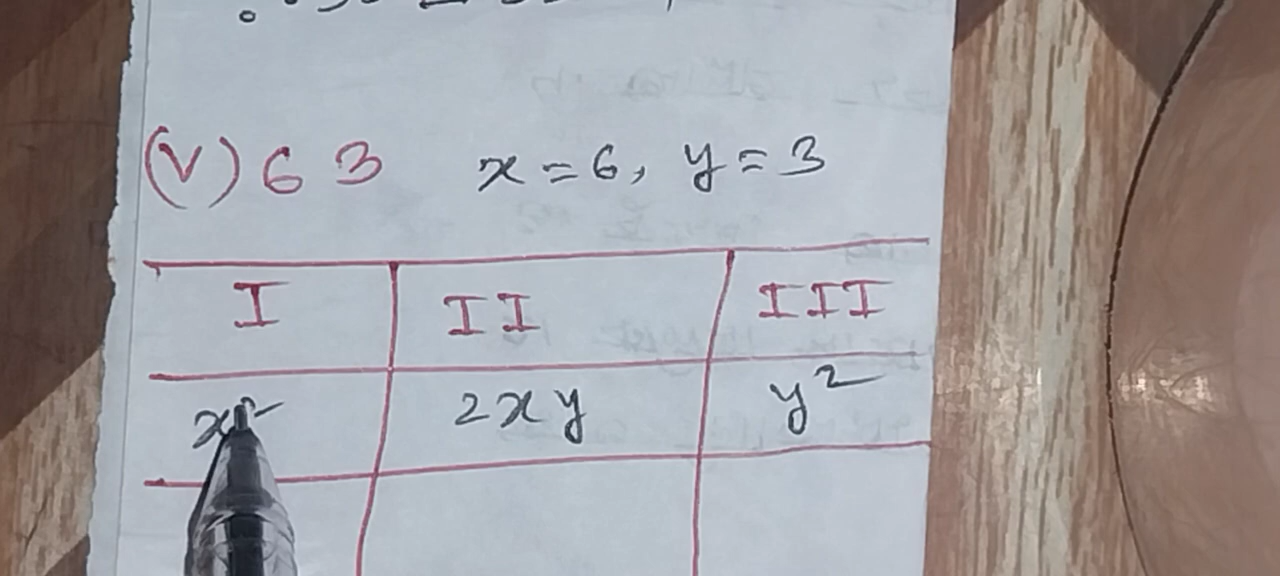 (V) 63 x = 6, y = 3
I II III
x² 2xy y²